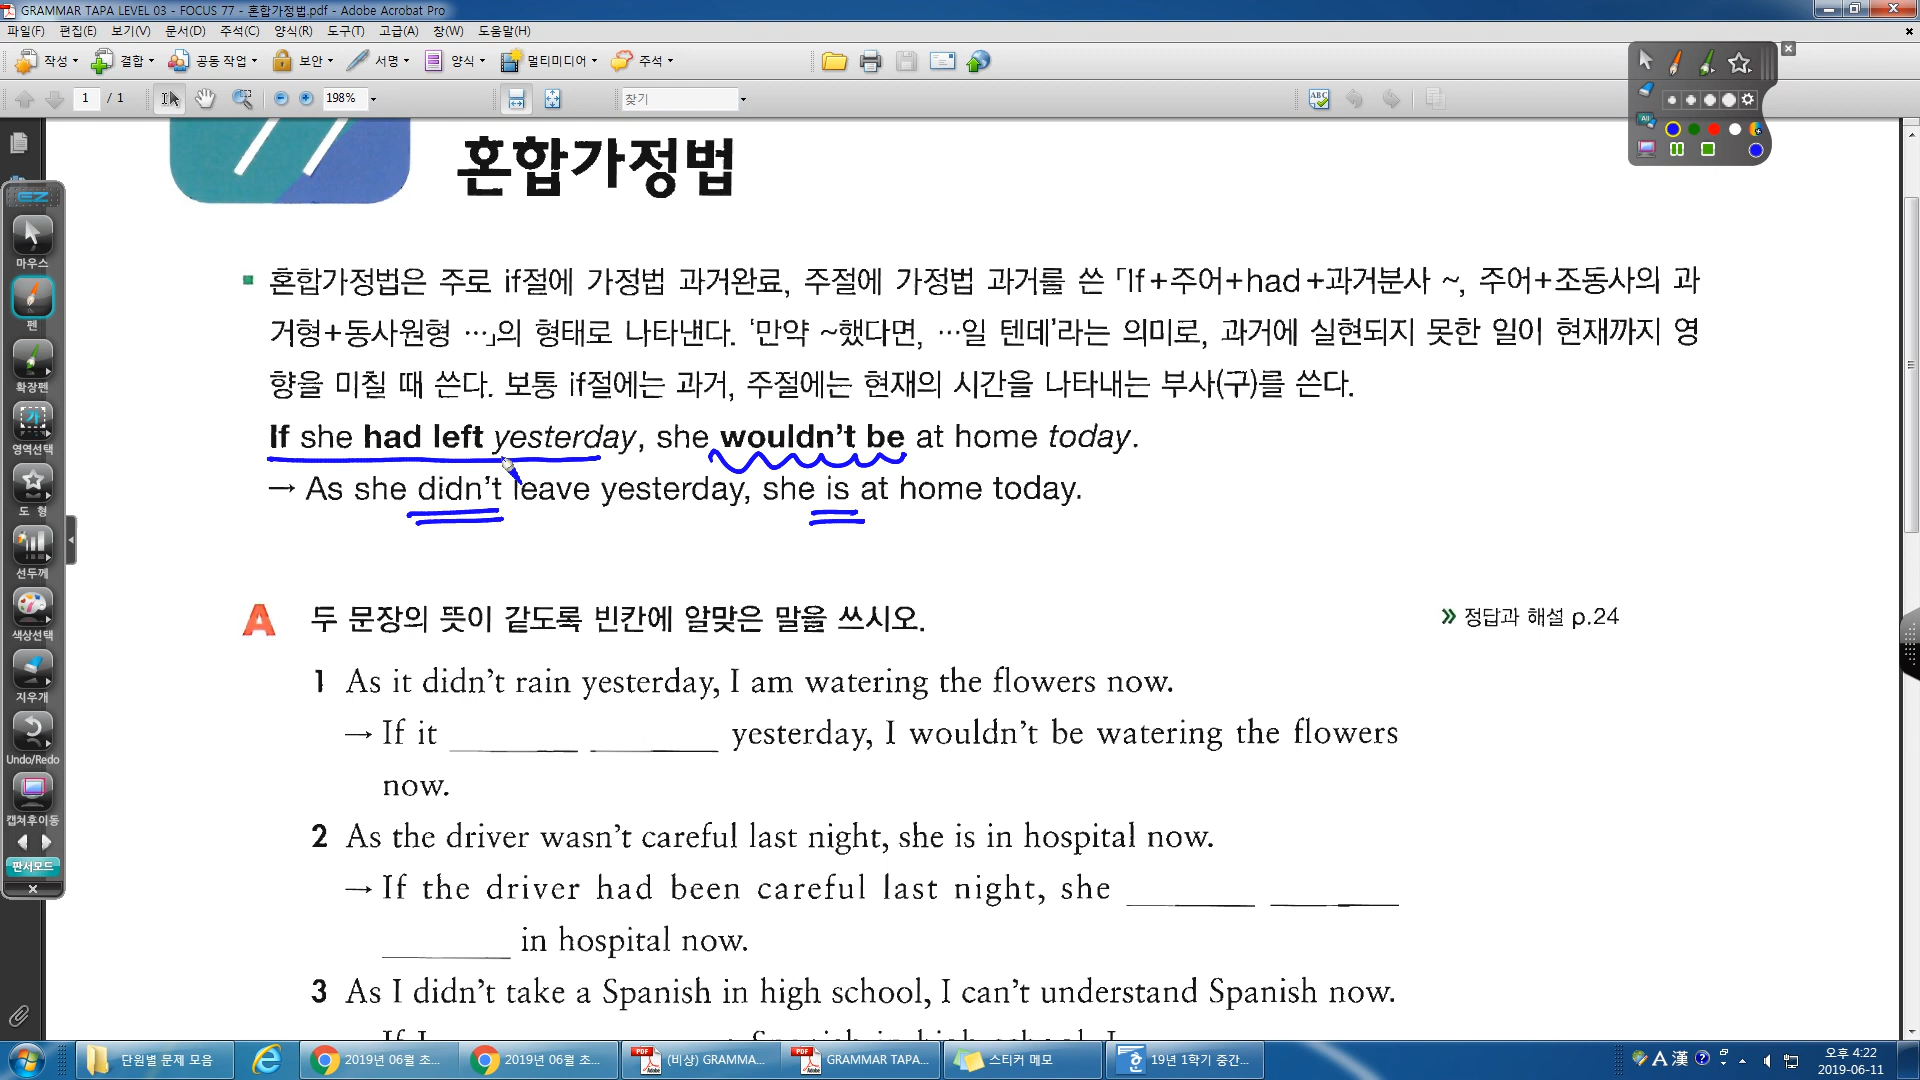 GRAMMAR TAPA LEVEL 03 - FOCUS 77 - 혼합가정법.pdf - Adobe Acrobat Pro
파일(F) 편집(E) 보기(V) 문서(D) 주석(C) 양식(R) 도구(T) 고급(A) 창(W) 도움말(H)
작성 결합 공동 작업 보안 서명 양식 멀티미디어 주석
1 / 1 198% 찾기
혼합가정법
혼합가정법은 주로 if절에 가정법 과거완료, 주절에 가정법 과거를 쓴 「If+주어+had+과거분사 ~, 주어+조동사의 과
거형+동사원형 …」의 형태로 나타낸다. ‘만약 ~했다면, …일 텐데’라는 의미로, 과거에 실현되지 못한 일이 현재까지 영
향을 미칠 때 쓴다. 보통 if절에는 과거, 주절에는 현재의 시간을 나타내는 부사(구)를 쓴다.
If she had left yesterday, she wouldn’t be at home today.
→ As she didn’t leave yesterday, she is at home today.
A 두 문장의 뜻이 같도록 빈칸에 알맞은 말을 쓰시오.
» 정답과 해설 p.24
1 As it didn’t rain yesterday, I am watering the flowers now.
→ If it ______ ______ yesterday, I wouldn’t be watering the flowers
now.
2 As the driver wasn’t careful last night, she is in hospital now.
→ If the driver had been careful last night, she ______ ______
______ in hospital now.
3 As I didn’t take a Spanish in high school, I can’t understand Spanish now.
If I a Spanish in high school, I
EZ
마우스
펜
확장펜
가
영역선택
도 형
선두께
색상선택
지우개
Undo/Redo
캡쳐후이동
판서모드
All
ABC
단원별 문제 모음
2019년 06월 초...
2019년 06월 초...
(비상) GRAMMA...
GRAMMAR TAPA...
스티커 메모
19년 1학기 중간...
A 漢
오후 4:22
2019-06-11